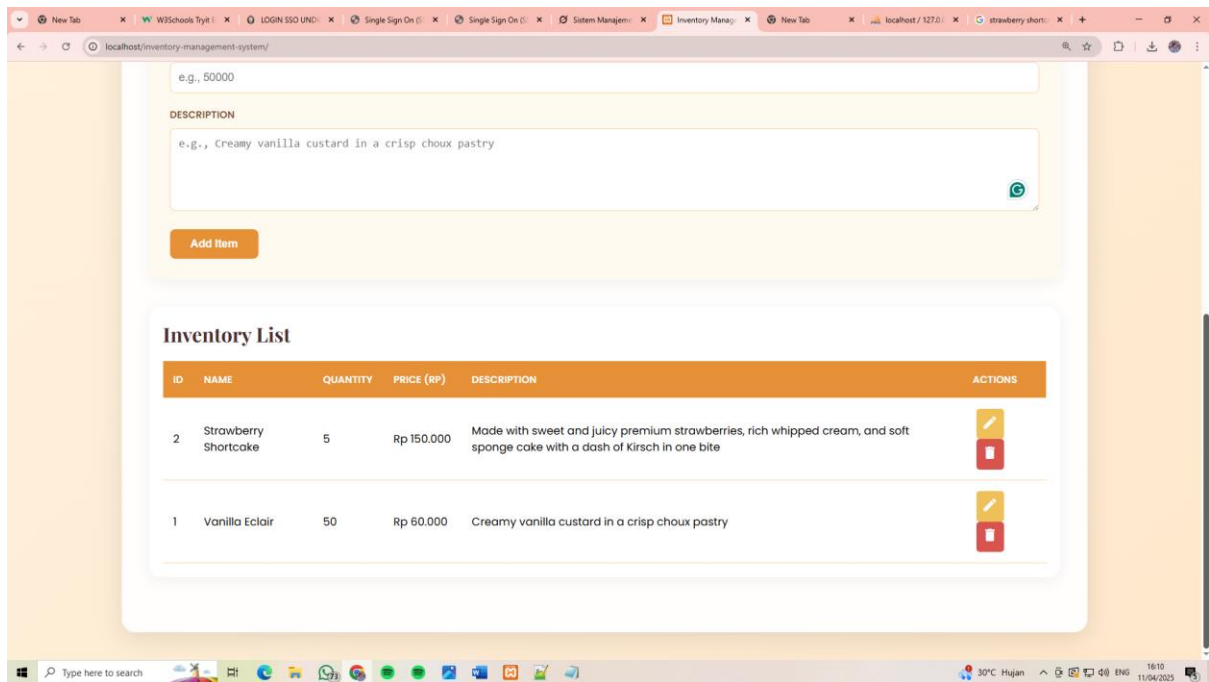 New Tab
W3Schools Tryit E
LOGIN SSO UND
Single Sign On (S
Single Sign On (S
Sistem Manajeme
Inventory Manag
New Tab
localhost / 127.0.
strawberry shortc
localhost/inventory-management-system/
e.g., 50000
DESCRIPTION
e.g., Creamy vanilla custard in a crisp choux pastry
Add Item
Inventory List
ID NAME QUANTITY PRICE (RP) DESCRIPTION ACTIONS
2 Strawberry Shortcake 5 Rp 150.000 Made with sweet and juicy premium strawberries, rich whipped cream, and soft
sponge cake with a dash of Kirsch in one bite
1 Vanilla Eclair 50 Rp 60.000 Creamy vanilla custard in a crisp choux pastry
Type here to search
30°C Hujan
ENG
16:10
11/04/2025